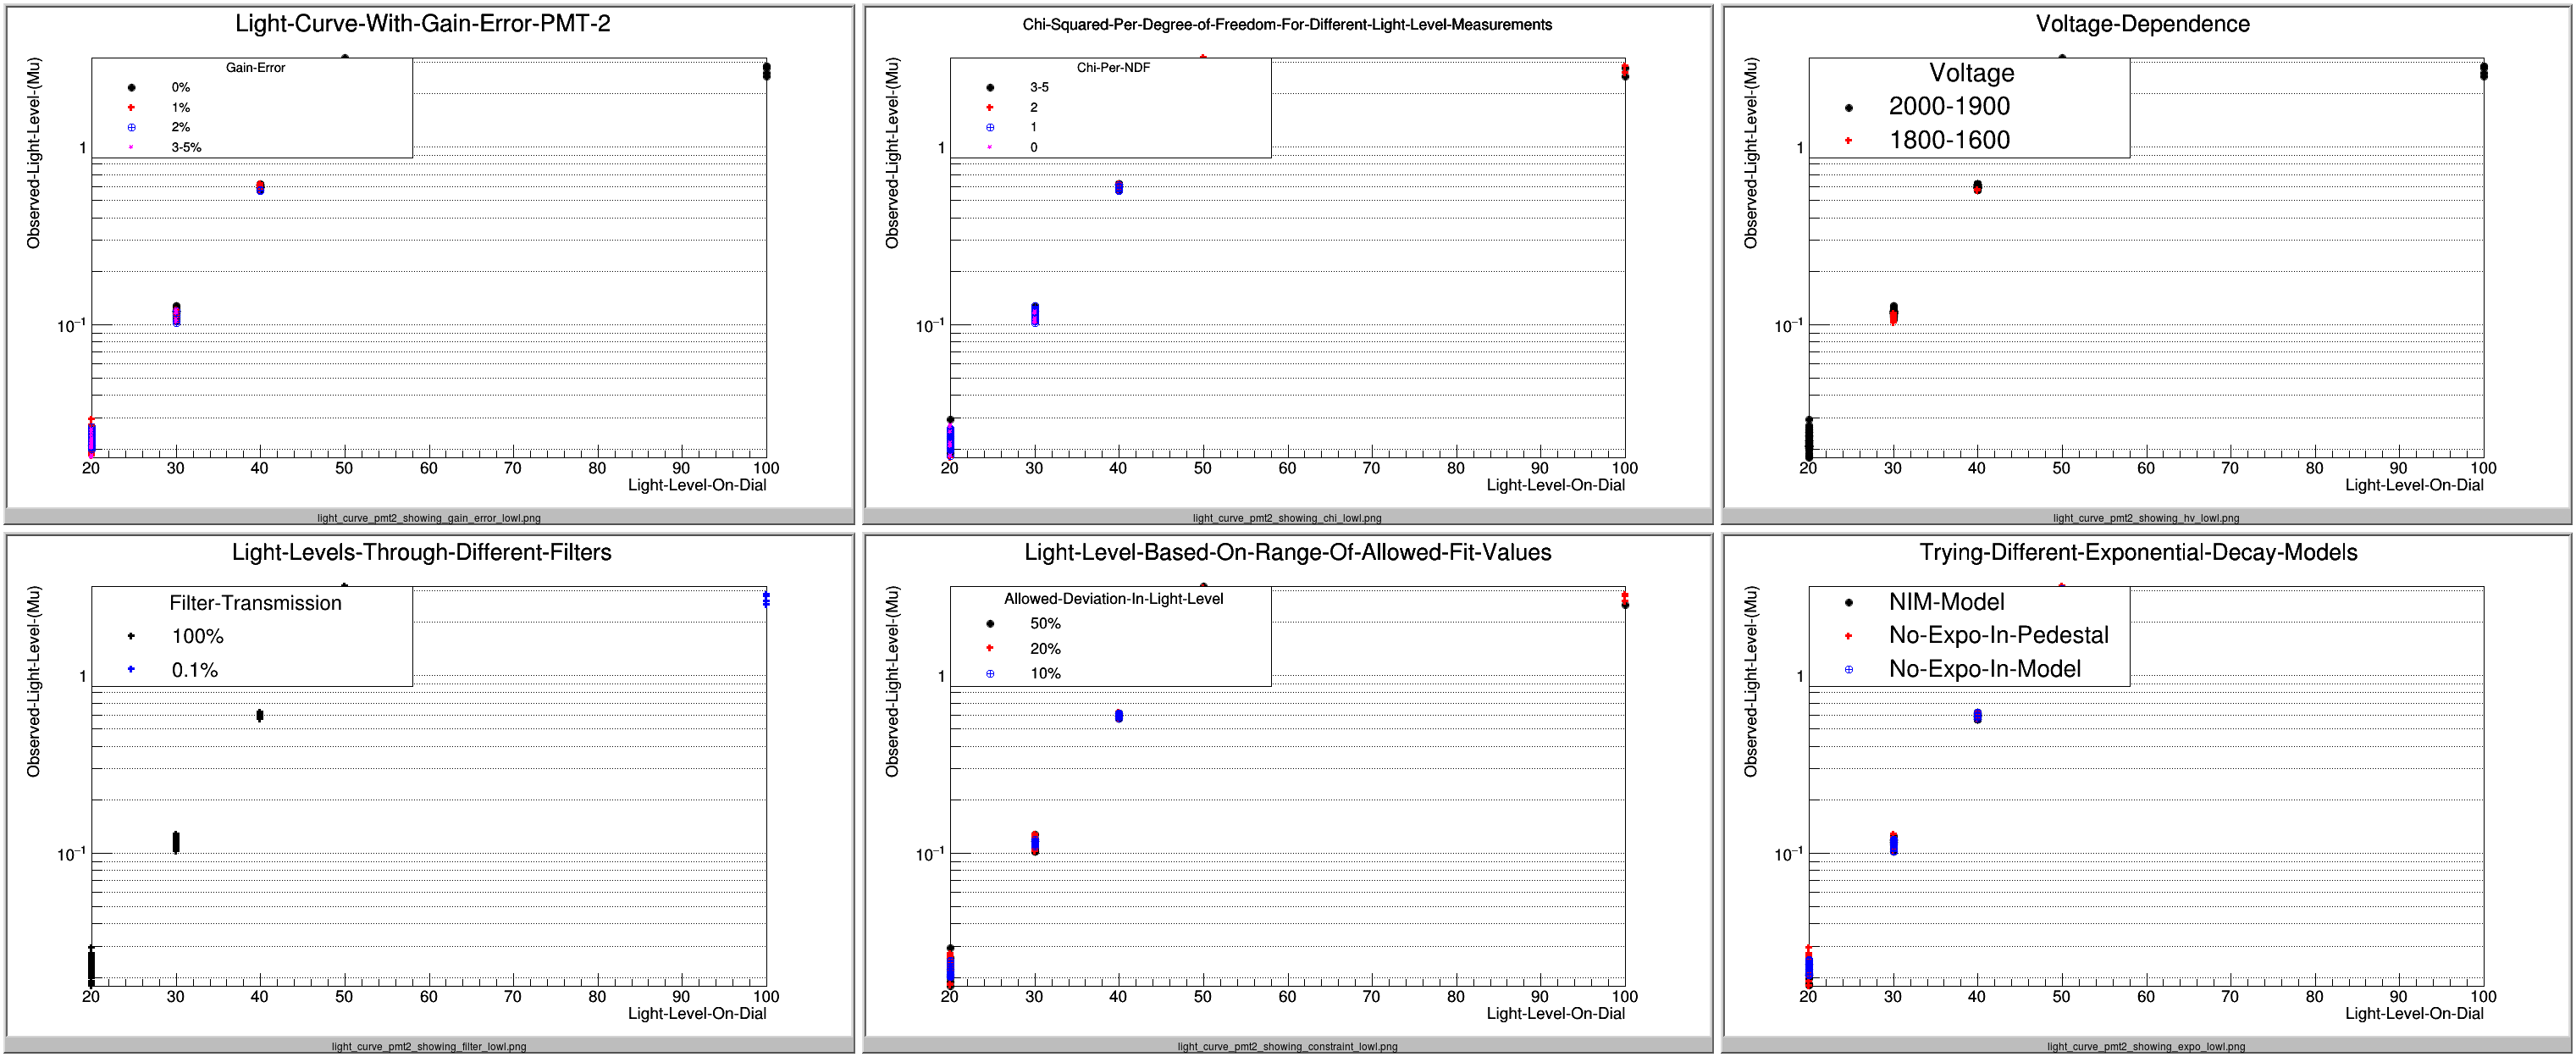 Light-Curve-With-Gain-Error-PMT-2
Observed-Light-Level-(Mu)
Gain-Error
0%
1%
2%
3-5%
1
10⁻¹
20 30 40 50 60 70 80 90 100
Light-Level-On-Dial
light_curve_pmt2_showing_gain_error_lowl.png
Chi-Squared-Per-Degree-of-Freedom-For-Different-Light-Level-Measurements
Observed-Light-Level-(Mu)
Chi-Per-NDF
3-5
2
1
0
1
10⁻¹
20 30 40 50 60 70 80 90 100
Light-Level-On-Dial
light_curve_pmt2_showing_chi_lowl.png
Voltage-Dependence
Observed-Light-Level-(Mu)
Voltage
2000-1900
1800-1600
1
10⁻¹
20 30 40 50 60 70 80 90 100
Light-Level-On-Dial
light_curve_pmt2_showing_hv_lowl.png
Light-Levels-Through-Different-Filters
Observed-Light-Level-(Mu)
Filter-Transmission
100%
0.1%
1
10⁻¹
20 30 40 50 60 70 80 90 100
Light-Level-On-Dial
light_curve_pmt2_showing_filter_lowl.png
Light-Level-Based-On-Range-Of-Allowed-Fit-Values
Observed-Light-Level-(Mu)
Allowed-Deviation-In-Light-Level
50%
20%
10%
1
10⁻¹
20 30 40 50 60 70 80 90 100
Light-Level-On-Dial
light_curve_pmt2_showing_constraint_lowl.png
Trying-Different-Exponential-Decay-Models
Observed-Light-Level-(Mu)
NIM-Model
No-Expo-In-Pedestal
No-Expo-In-Model
1
10⁻¹
20 30 40 50 60 70 80 90 100
Light-Level-On-Dial
light_curve_pmt2_showing_expo_lowl.png